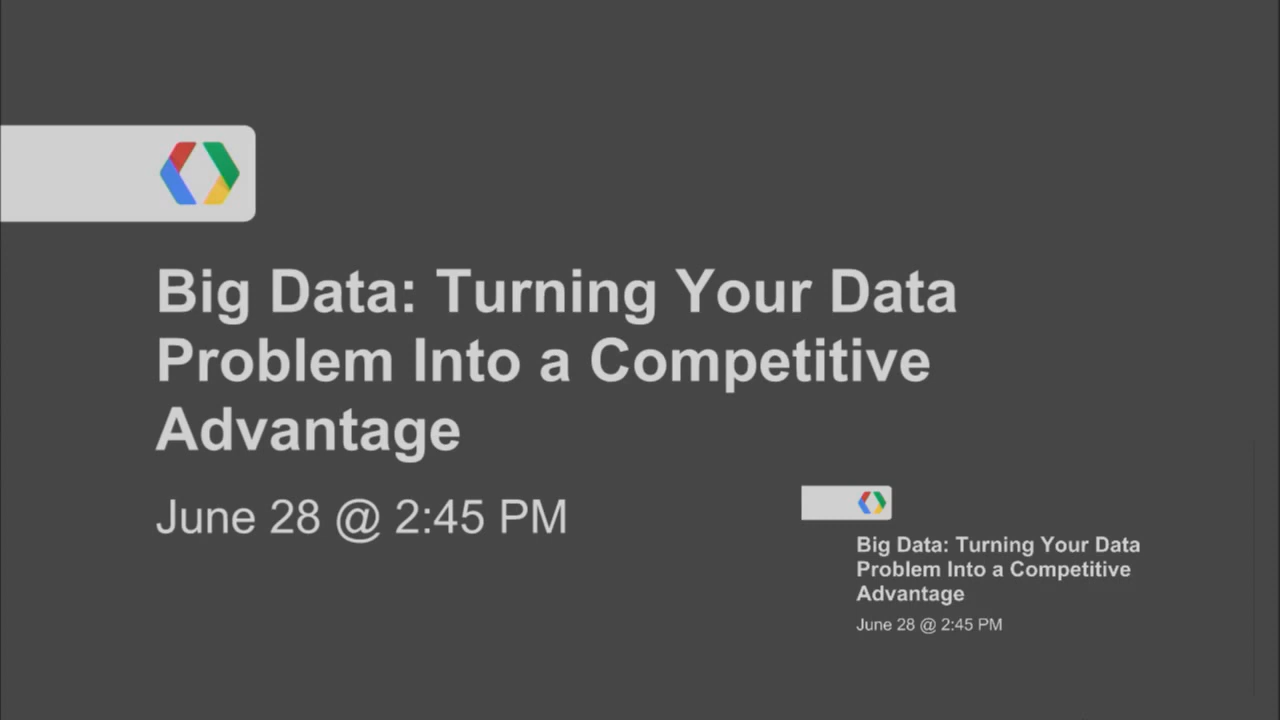 Big Data: Turning Your Data
Problem Into a Competitive
Advantage
June 28 @ 2:45 PM
Big Data: Turning Your Data
Problem Into a Competitive
Advantage
June 28 @ 2:45 PM